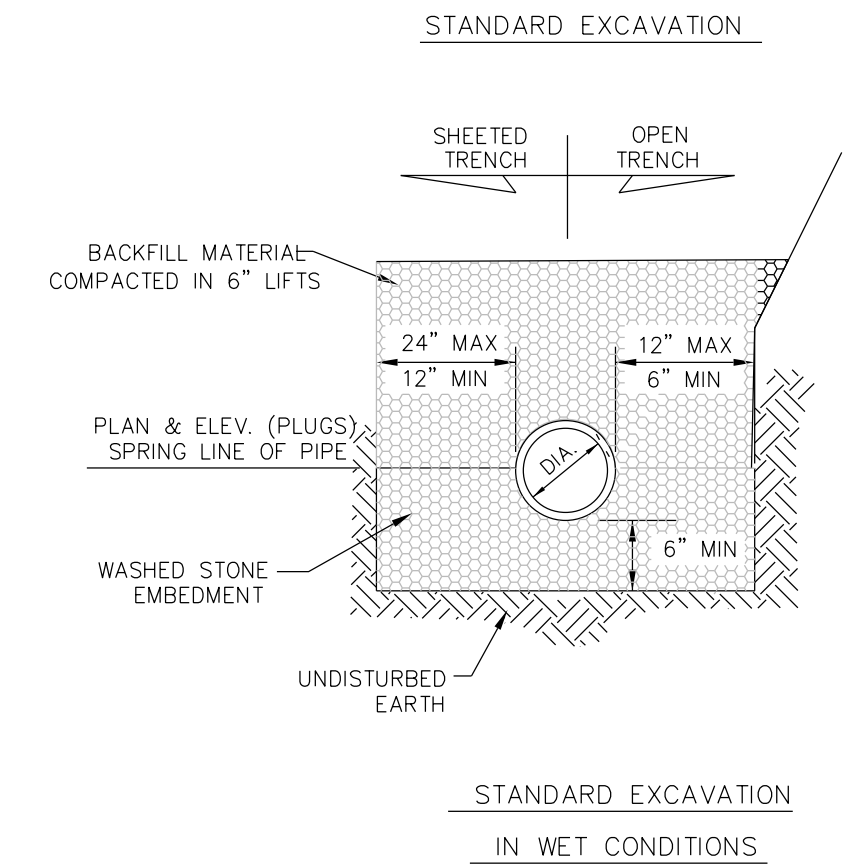 STANDARD EXCAVATION
SHEETED
TRENCH
OPEN
TRENCH
BACKFILL MATERIAL
COMPACTED IN 6" LIFTS
24" MAX
12" MIN
12" MAX
6" MIN
PLAN & ELEV. (PLUGS)
SPRING LINE OF PIPE
DIA.
6" MIN
WASHED STONE
EMBEDMENT
UNDISTURBED
EARTH
STANDARD EXCAVATION
IN WET CONDITIONS